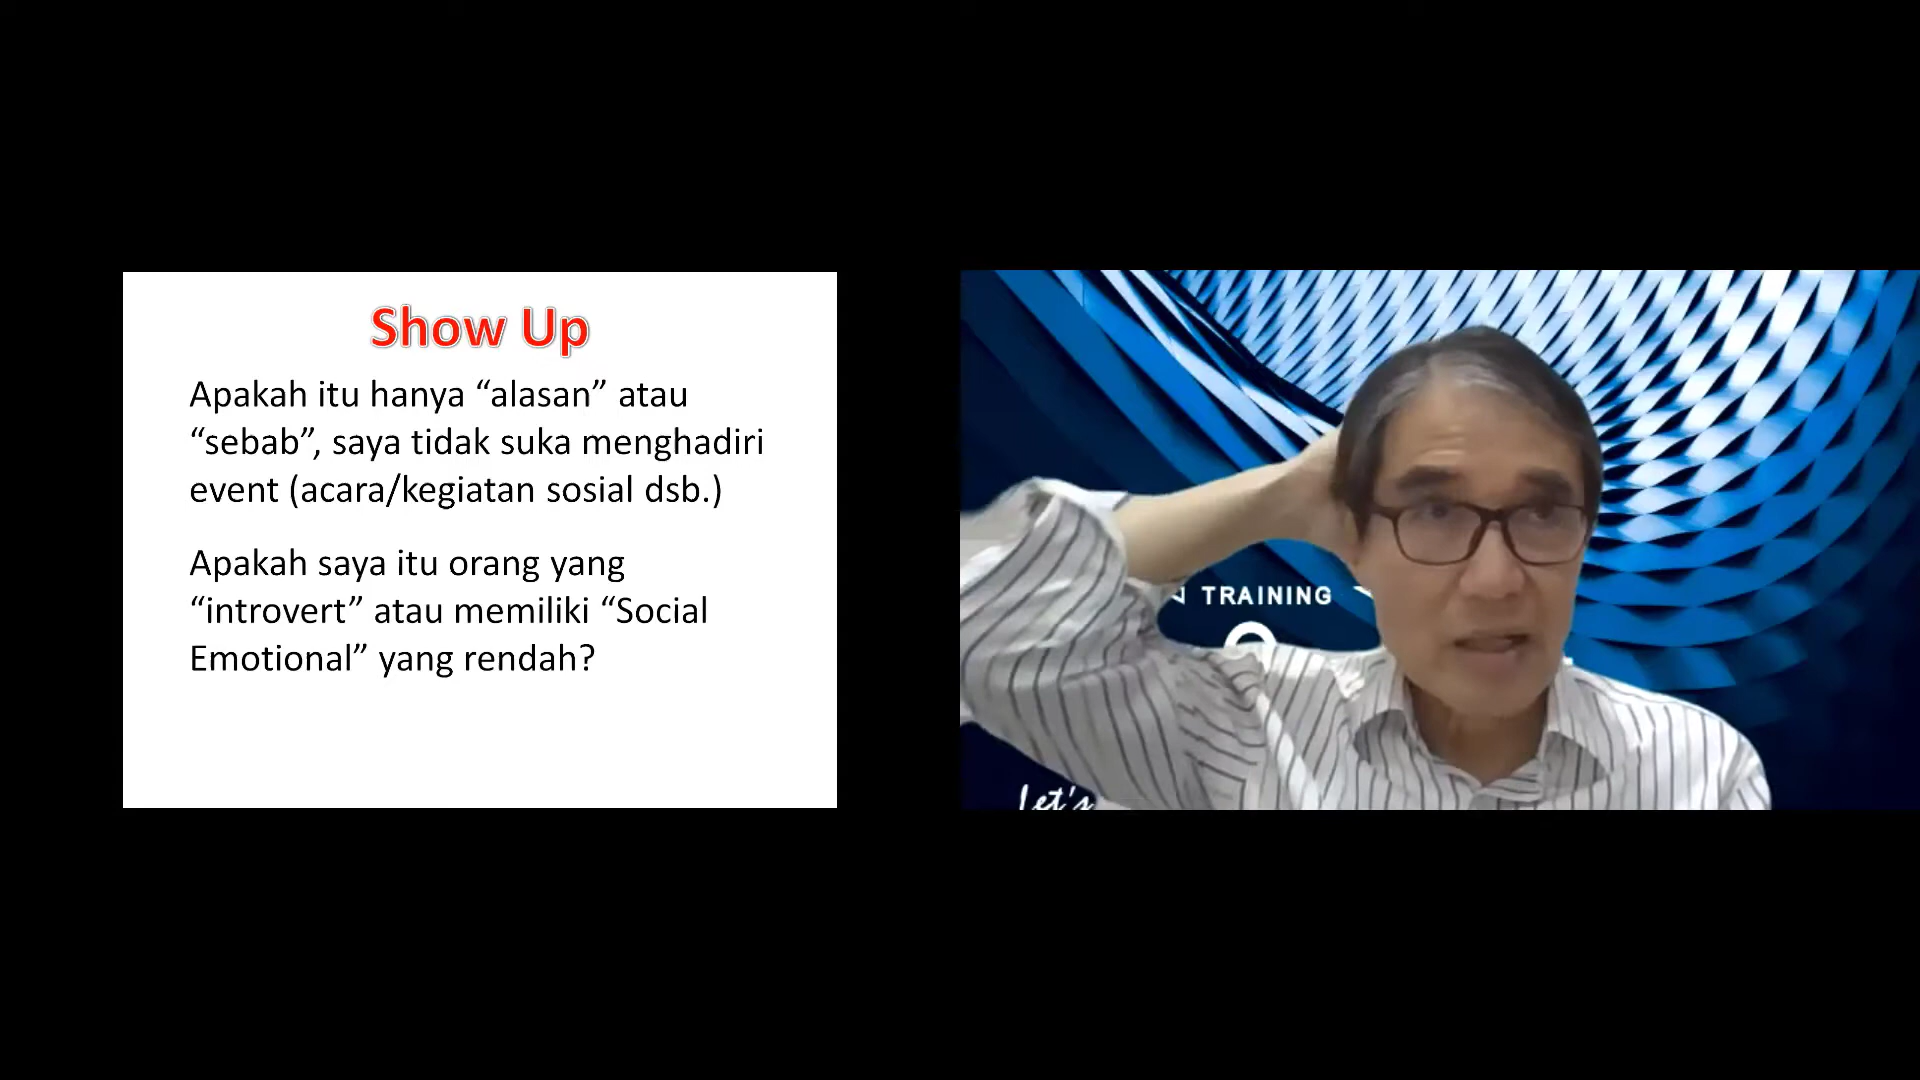 Show Up
Apakah itu hanya “alasan” atau
“sebab”, saya tidak suka menghadiri
event (acara/kegiatan sosial dsb.)
Apakah saya itu orang yang
“introvert” atau memiliki “Social
Emotional” yang rendah?
TRAINING
Let's